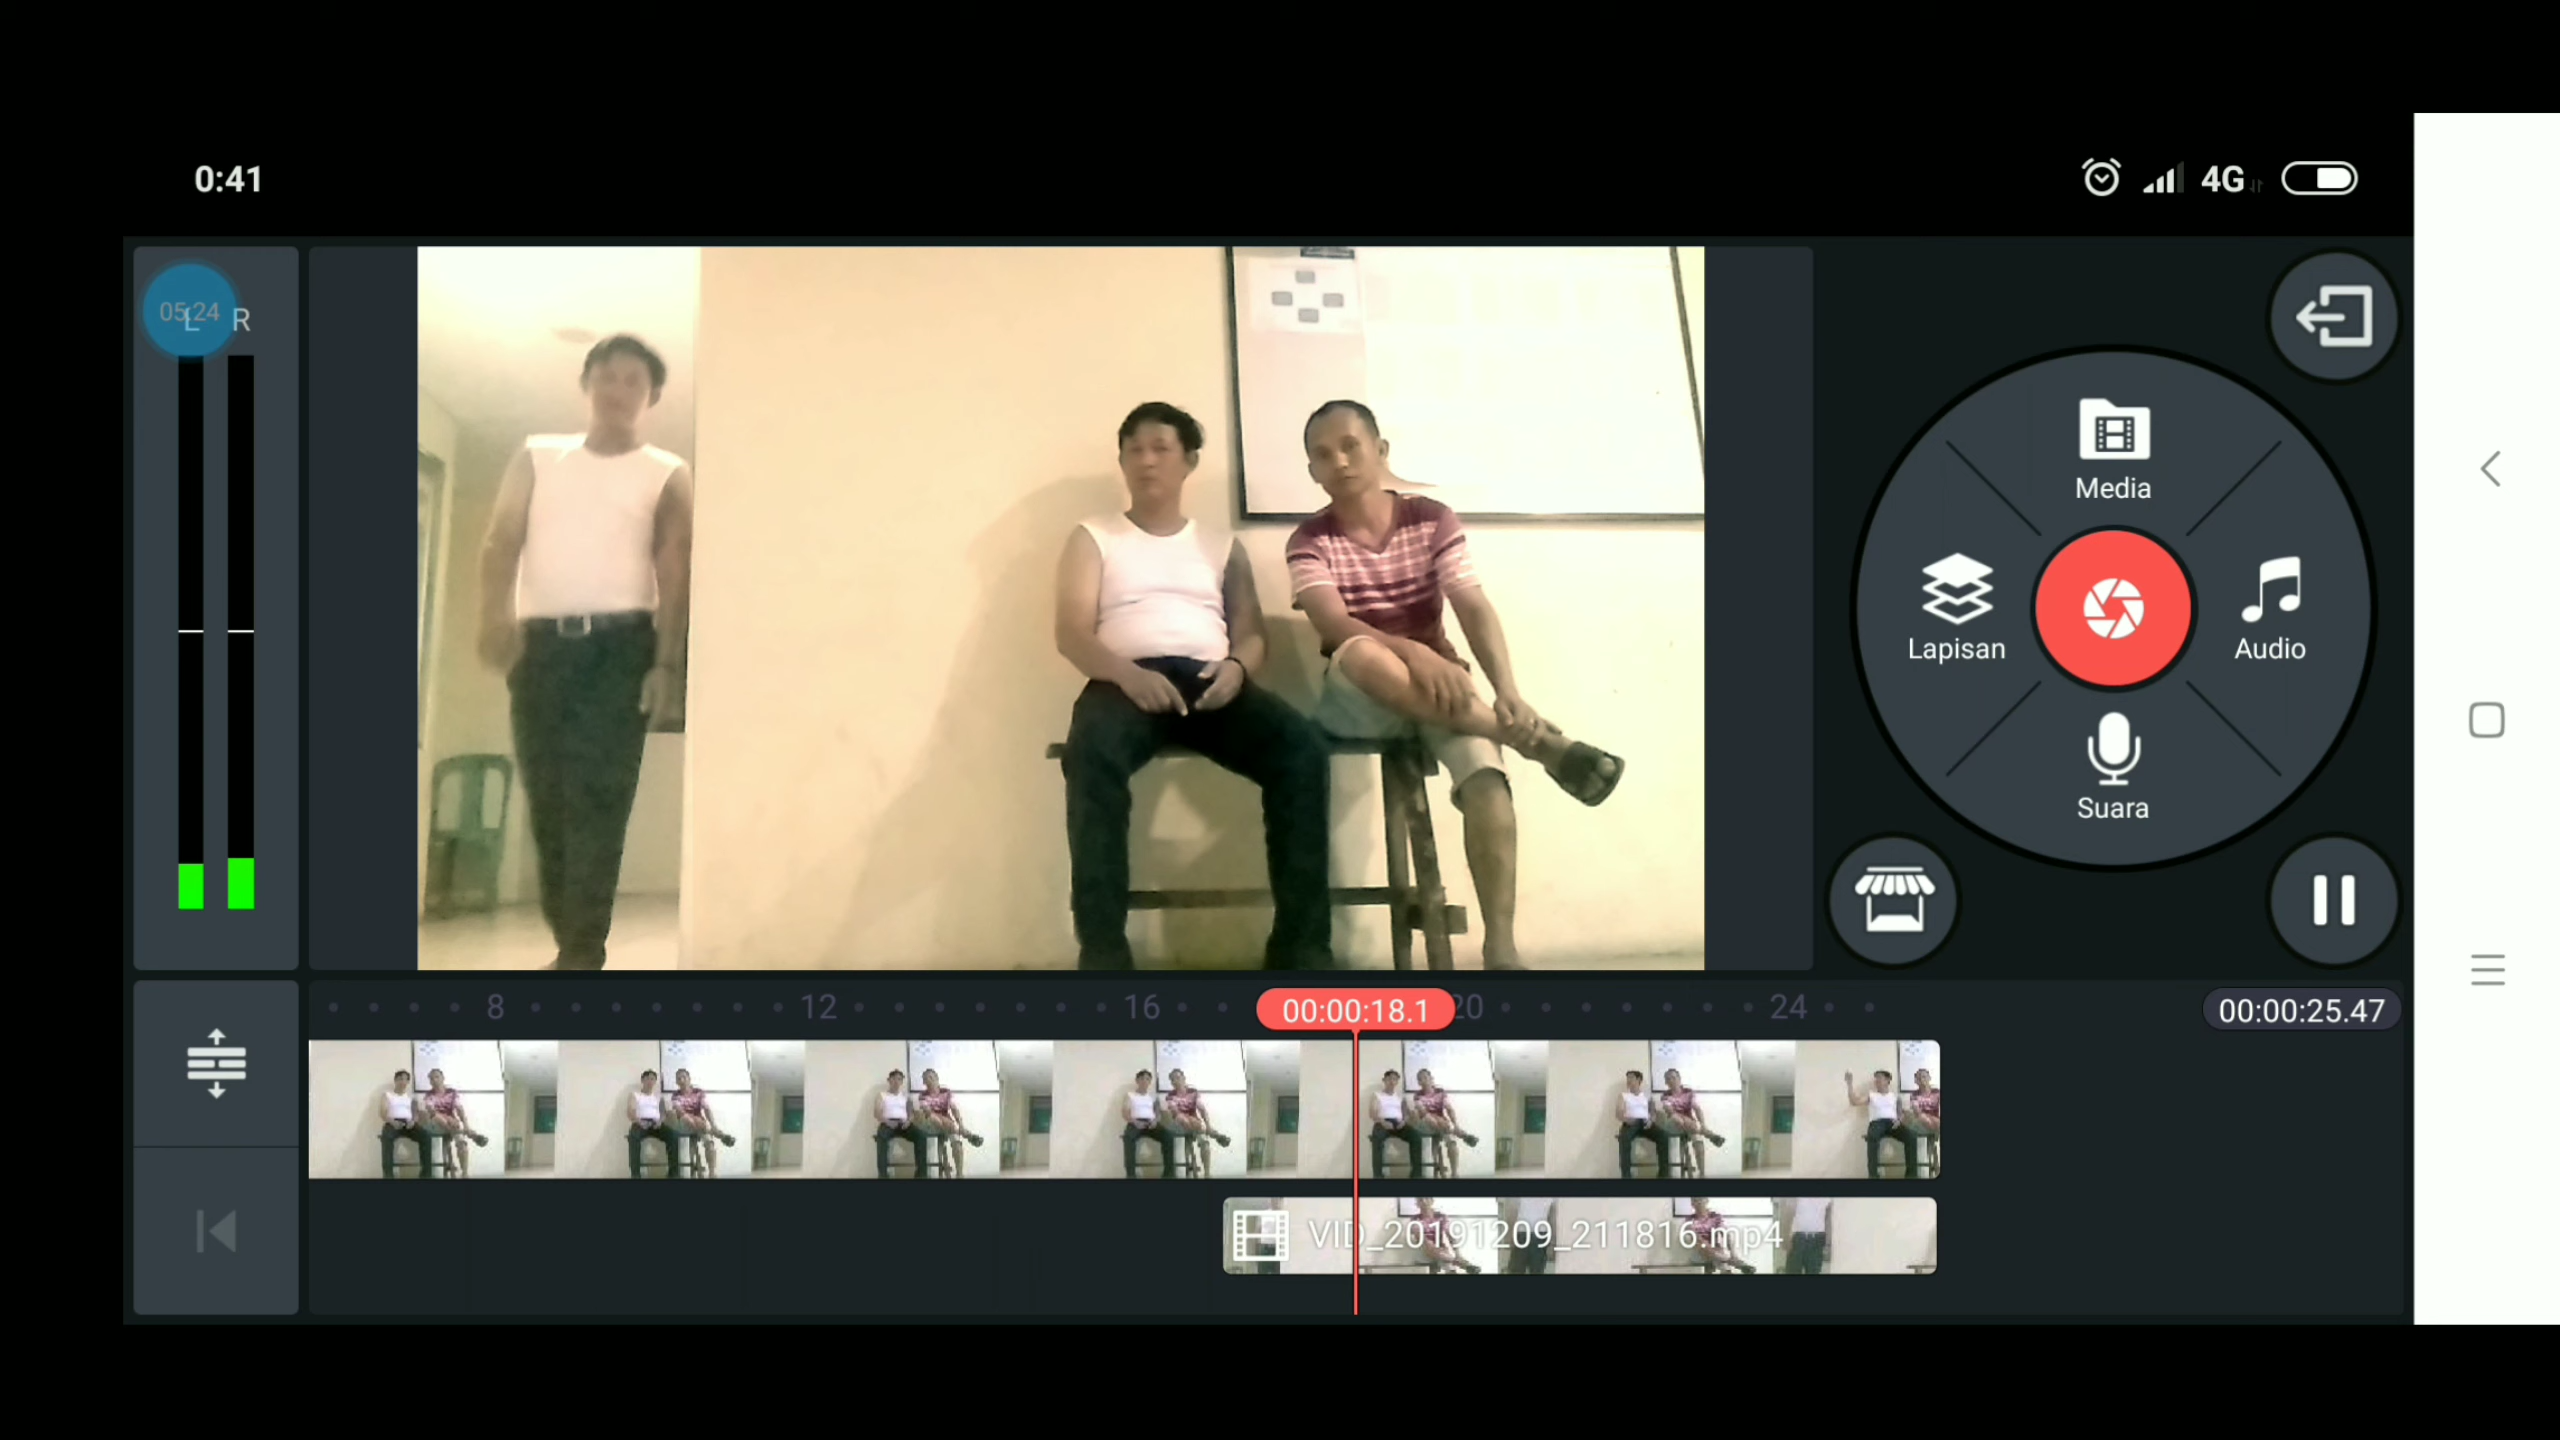 0:41
4G
05:24
L R
Media
Lapisan
Audio
Suara
8 12 16 00:00:18.1 20 24 00:00:25.47
VID_20191209_211816.mp4